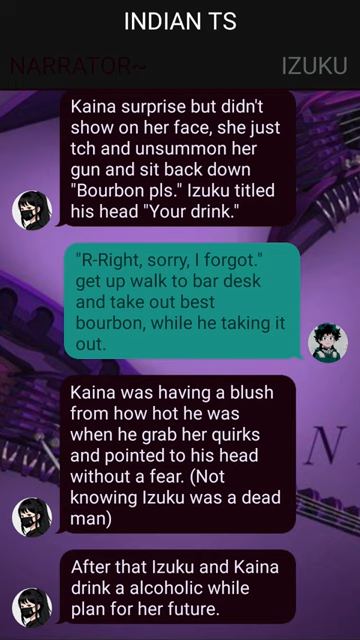 INDIAN TS
NARRATOR~
IZUKU
Kaina surprise but didn't
show on her face, she just
tch and unsummon her
gun and sit back down
"Bourbon pls." Izuku titled
his head "Your drink."
"R-Right, sorry, I forgot."
get up walk to bar desk
and take out best
bourbon, while he taking it
out.
Kaina was having a blush
from how hot he was
when he grab her quirks
and pointed to his head
without a fear. (Not
knowing Izuku was a dead
man)
N
After that Izuku and Kaina
drink a alcoholic while
plan for her future.